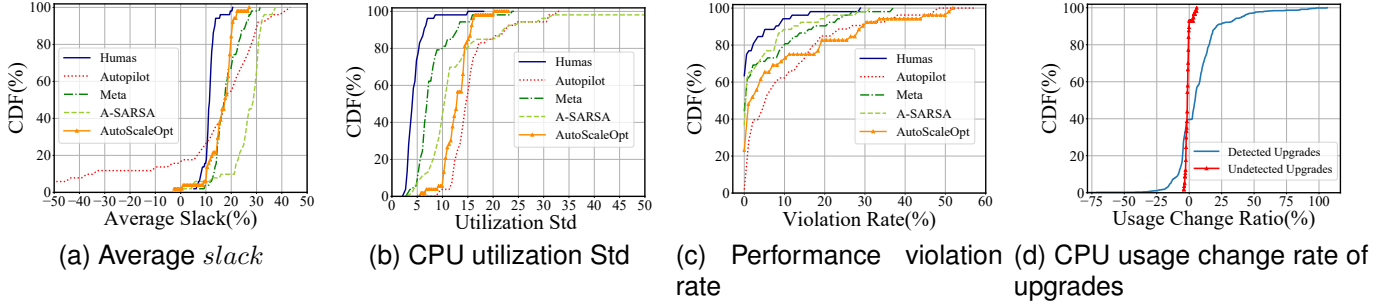 100
80
60
40
20
0
CDF(%)
Humas
Autopilot
Meta
A-SARSA
AutoScaleOpt
−50 −40 −30 −20 −10 0 10 20 30 40
Average Slack(%)
(a) Average slack
100
80
60
40
20
0
CDF(%)
Humas
Autopilot
Meta
A-SARSA
AutoScaleOpt
0 5 10 20 30 40 50
Utilization Std
(b) CPU utilization Std
100
80
60
40
20
0
CDF(%)
Humas
Autopilot
Meta
A-SARSA
AutoScaleOpt
0 10 20 30 40 50 60
Violation Rate(%)
(c) Performance violation
rate
100
80
60
40
20
0
CDF(%)
Detected Upgrades
Undetected Upgrades
−75 −50 −25 0 25 50 75 100
Usage Change Ratio(%)
(d) CPU usage change rate of
upgrades